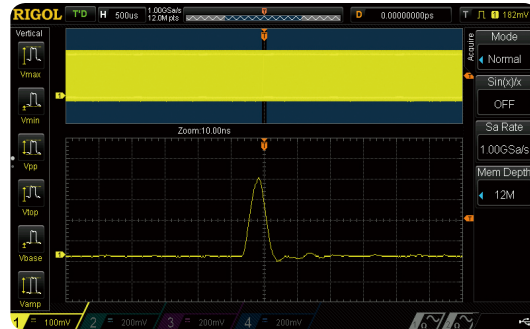 RIGOL T'D H 500us 1.00GSa/s 12.0M pts D 0.00000000ps T 1 182mV
Vertical
Vmax
Vmin
Vpp
Vtop
Vbase
Vamp
Zoom:10.00ns
Acquire
Mode
Normal
Sin(x)/x
OFF
Sa Rate
1.00GSa/s
Mem Depth
12M
1 = 100mV 2 = 200mV 3 = 200mV 4 = 200mV